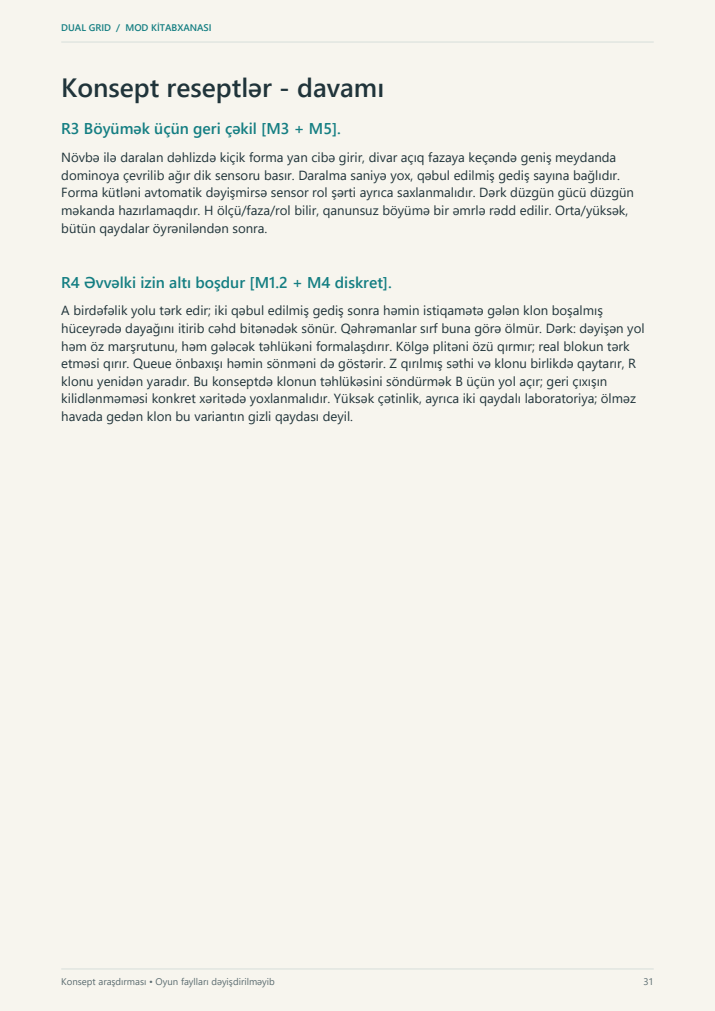 DUAL GRID / MOD KİTABXANASI
Konsept reseptlər - davamı
R3 Böyümək üçün geri çəkil [M3 + M5].
Növbə ilə daralan dəhlizdə kiçik forma yan cibə girir, divar açıq fazaya keçəndə geniş meydanda
dominoya çevrilib ağır dik sensoru basır. Daralma saniyə yox, qəbul edilmiş gediş sayına bağlıdır.
Forma kütləni avtomatik dəyişmirsə sensor rol şərti ayrıca saxlanmalıdır. Dərk düzgün gücü düzgün
məkanda hazırlamaqdır. H ölçü/faza/rol bilir, qanunsuz böyümə bir əmrlə rədd edilir. Orta/yüksək,
bütün qaydalar öyrəniləndən sonra.
R4 Əvvəlki izin altı boşdur [M1.2 + M4 diskret].
A birdəfəlik yolu tərk edir; iki qəbul edilmiş gediş sonra həmin istiqamətə gələn klon boşalmış
hüceyrədə dayağını itirib cəhd bitənədək sönür. Qəhrəmanlar sırf buna görə ölmür. Dərk: dəyişən yol
həm öz marşrutunu, həm gələcək təhlükəni formalaşdırır. Kölgə plitəni özü qırmır; real blokun tərk
etməsi qırır. Queue önbaxışı həmin sönməni də göstərir. Z qırılmış səthi və klonu birlikdə qaytarır, R
klonu yenidən yaradır. Bu konseptdə klonun təhlükəsini söndürmək B üçün yol açır; geri çıxışın
kilidlənməməsi konkret xəritədə yoxlanmalıdır. Yüksək çətinlik, ayrıca iki qaydalı laboratoriya; ölməz
havada gedən klon bu variantın gizli qaydası deyil.
Konsept araşdırması • Oyun faylları dəyişdirilməyib
31